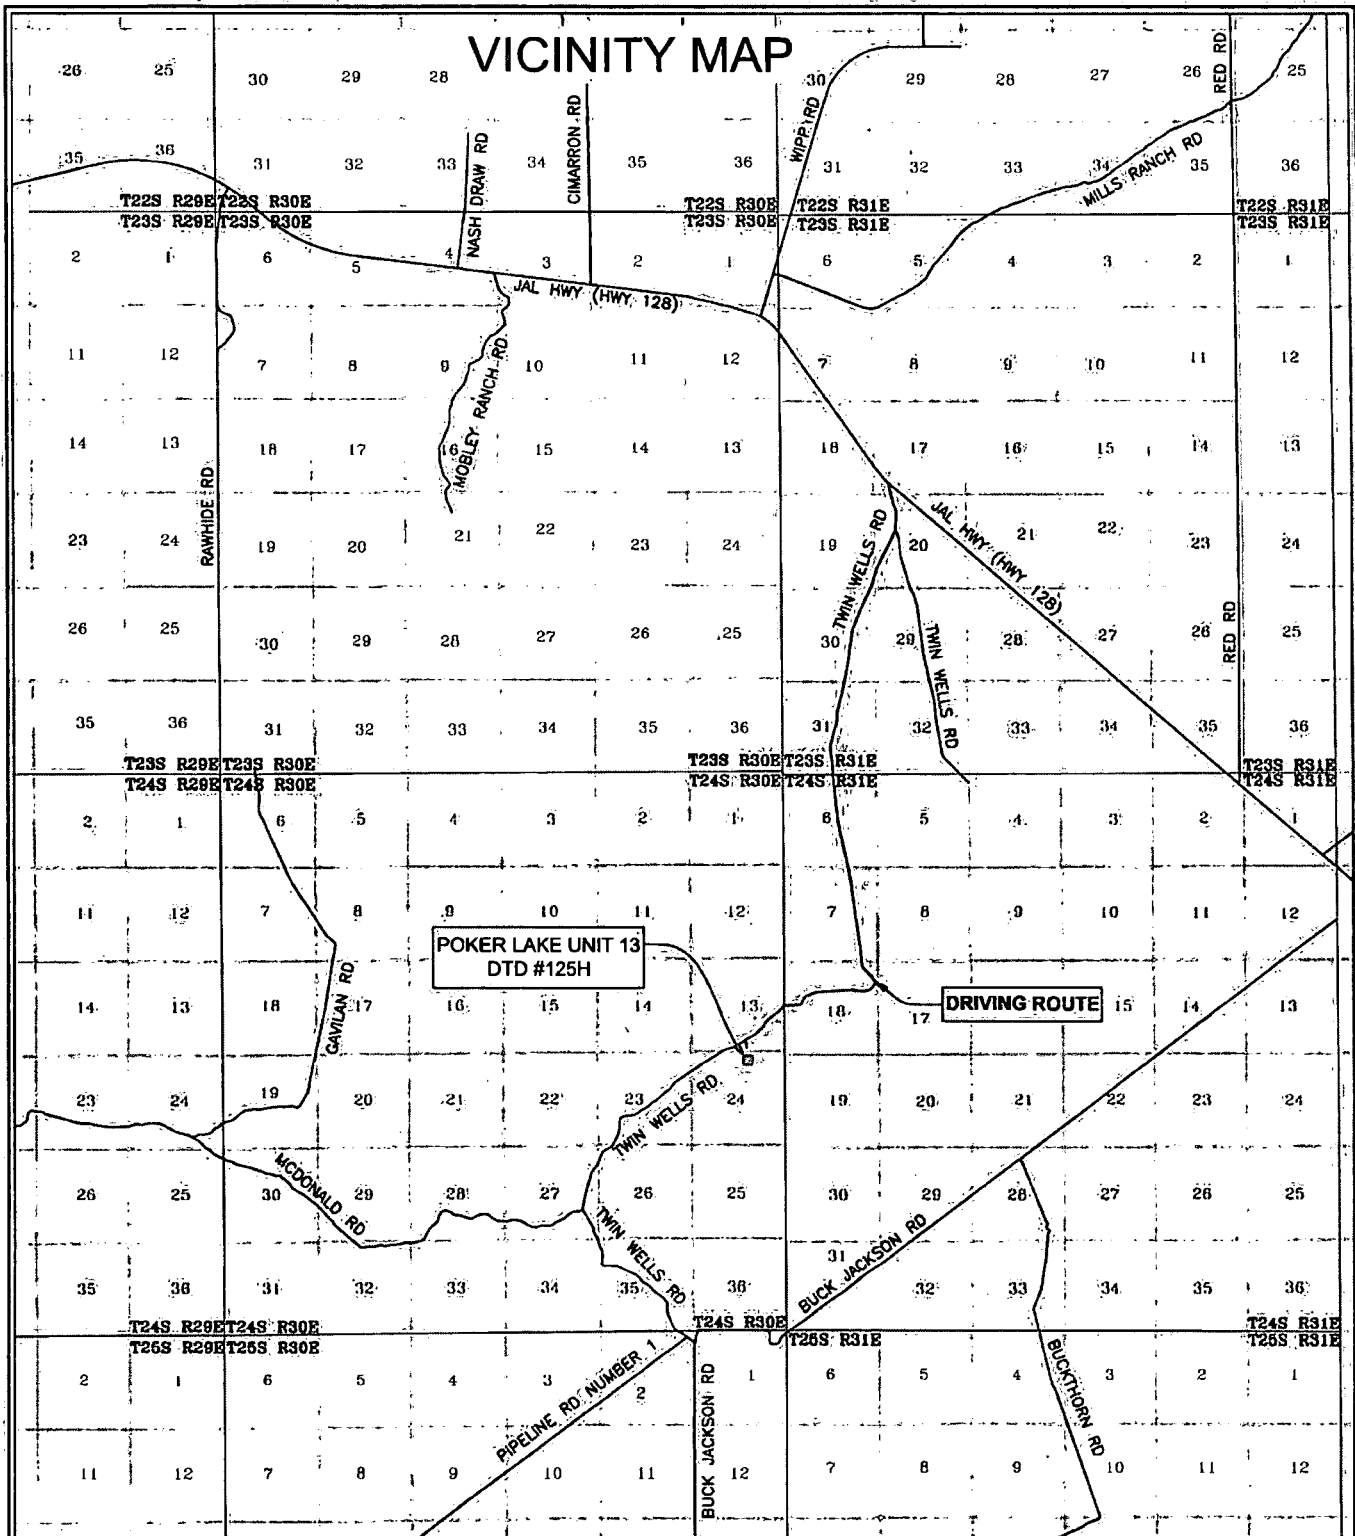 VICINITY MAP
26 25 30 29 28 30 29 28 27 26 RED RD 25
NASH DRAW RD
CIMARRON RD
WIPP RD
35 36 31 32 33 34 35 36 31 32 33 34 35 36
MILLS RANCH RD
T22S R29E T22S R30E T22S R30E T22S R31E T22S R31E
T23S R29E T23S R30E T23S R30E T23S R31E T23S R31E
2 1 6 5 4 3 2 1 6 5 4 3 2 1
JAL HWY (HWY 128)
11 12 7 8 9 10 11 12 7 8 9 10 11 12
MOBLEY RANCH RD
14 13 18 17 16 15 14 13 18 17 16 15 14 13
RAWHIDE RD
JAL HWY (HWY 128)
23 24 19 20 21 22 23 24 19 20 21 22 23 24
TWIN WELLS RD
26 25 30 29 28 27 26 25 30 29 28 27 26 25
TWIN WELLS RD
RED RD
35 36 31 32 33 34 35 36 31 32 33 34 35 36
T23S R29E T23S R30E T23S R30E T23S R31E T23S R31E
T24S R29E T24S R30E T24S R30E T24S R31E T24S R31E
2 1 6 5 4 3 2 1 6 5 4 3 2 1
11 12 7 8 9 10 11 12 7 8 9 10 11 12
POKER LAKE UNIT 13
DTD #125H
GAVILAN RD
14 13 18 17 16 15 14 13 18 17 15 14 13
DRIVING ROUTE
23 24 19 20 21 22 23 24 19 20 21 22 23 24
TWIN WELLS RD
MCDONALD RD
26 25 30 29 28 27 26 25 30 29 28 27 26 25
TWIN WELLS RD
BUCK JACKSON RD
35 36 31 32 33 34 35 36 31 32 33 34 35 36
T24S R29E T24S R30E T24S R30E T24S R31E
T25S R29E T25S R30E T25S R31E T25S R31E
2 1 6 5 4 3 2 1 6 5 4 3 2 1
PIPELINE RD NUMBER 1
BUCK JACKSON RD
BUCKTHORN RD
11 12 7 8 9 10 11 12 7 8 9 10 11 12